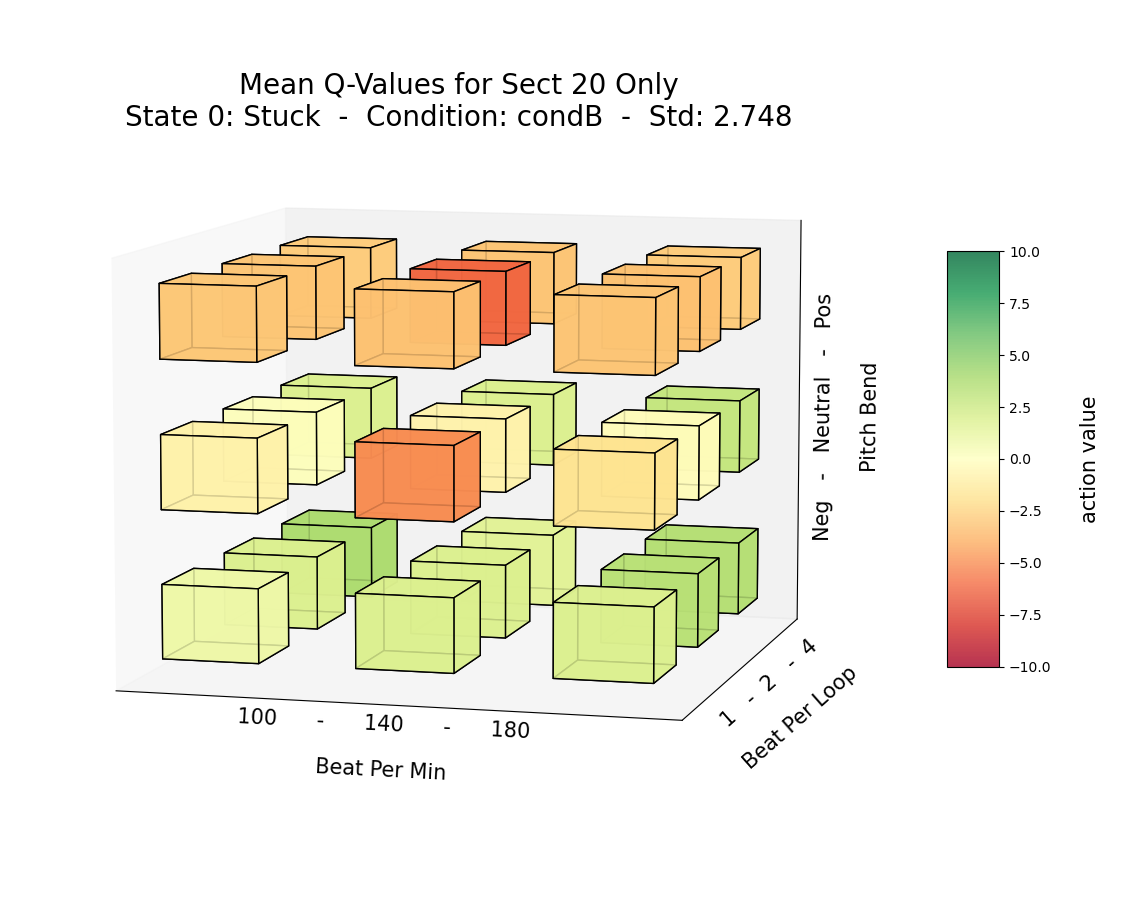 Mean Q-Values for Sect 20 Only
State 0: Stuck  -  Condition: condB  -  Std: 2.748
Neg  -  Neutral  -  Pos
Pitch Bend
100  -  140  -  180
Beat Per Min
1  -  2  -  4
Beat Per Loop
10.0
7.5
5.0
2.5
0.0
−2.5
−5.0
−7.5
−10.0
action value